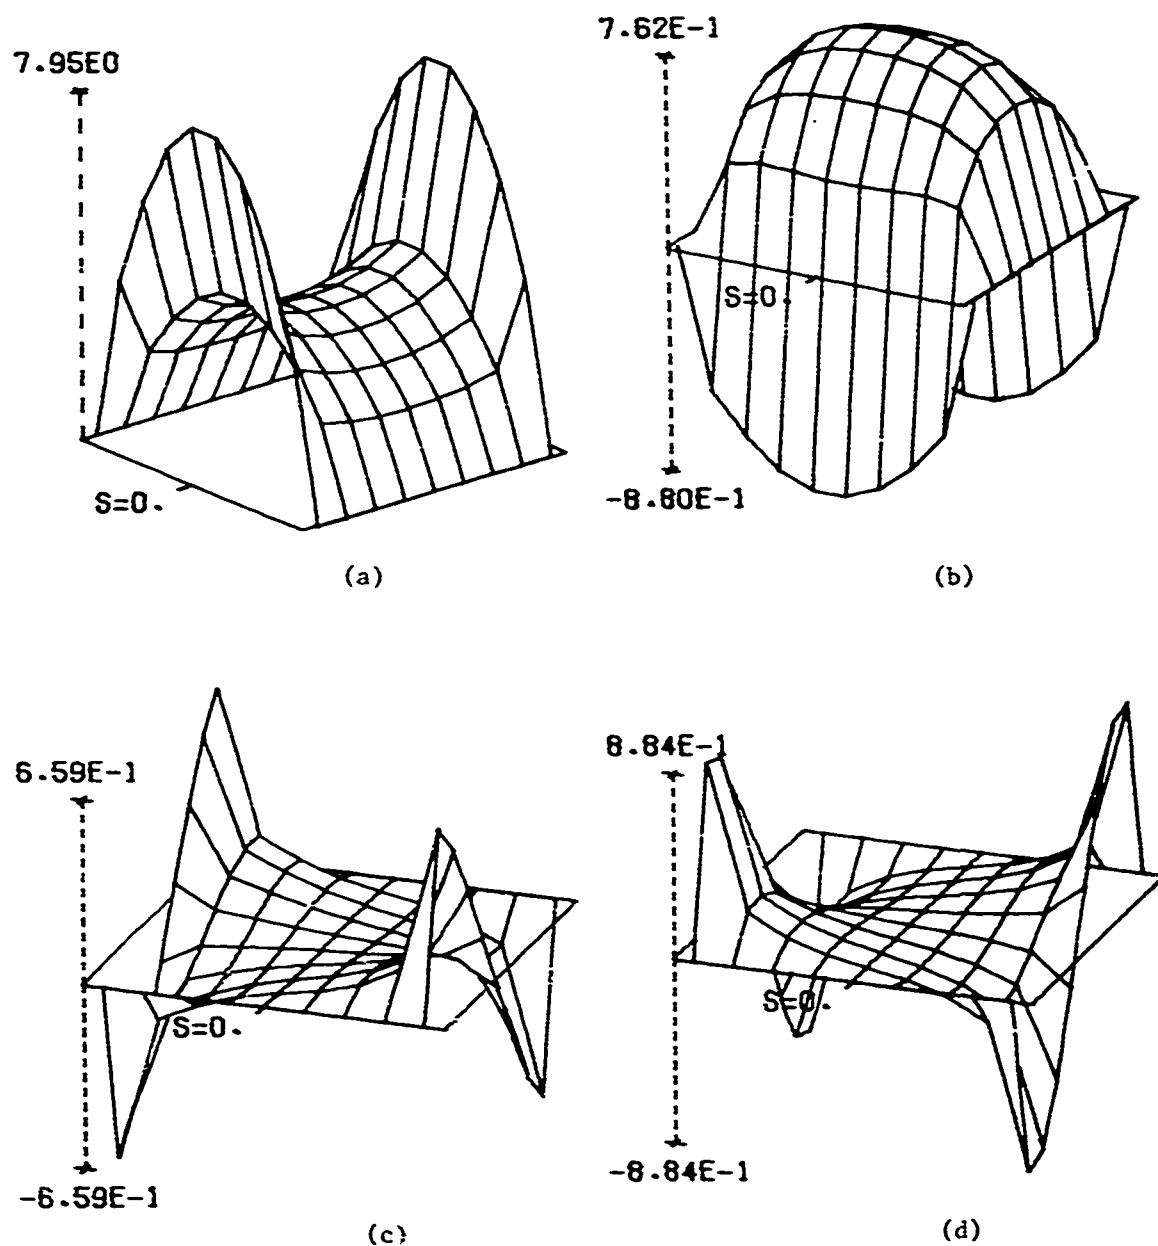 7.95E0
S=0.
(a)
7.62E-1
S=0.
-8.80E-1
(b)
6.59E-1
S=0.
-6.59E-1
(c)
8.84E-1
S=0.
-8.84E-1
(d)